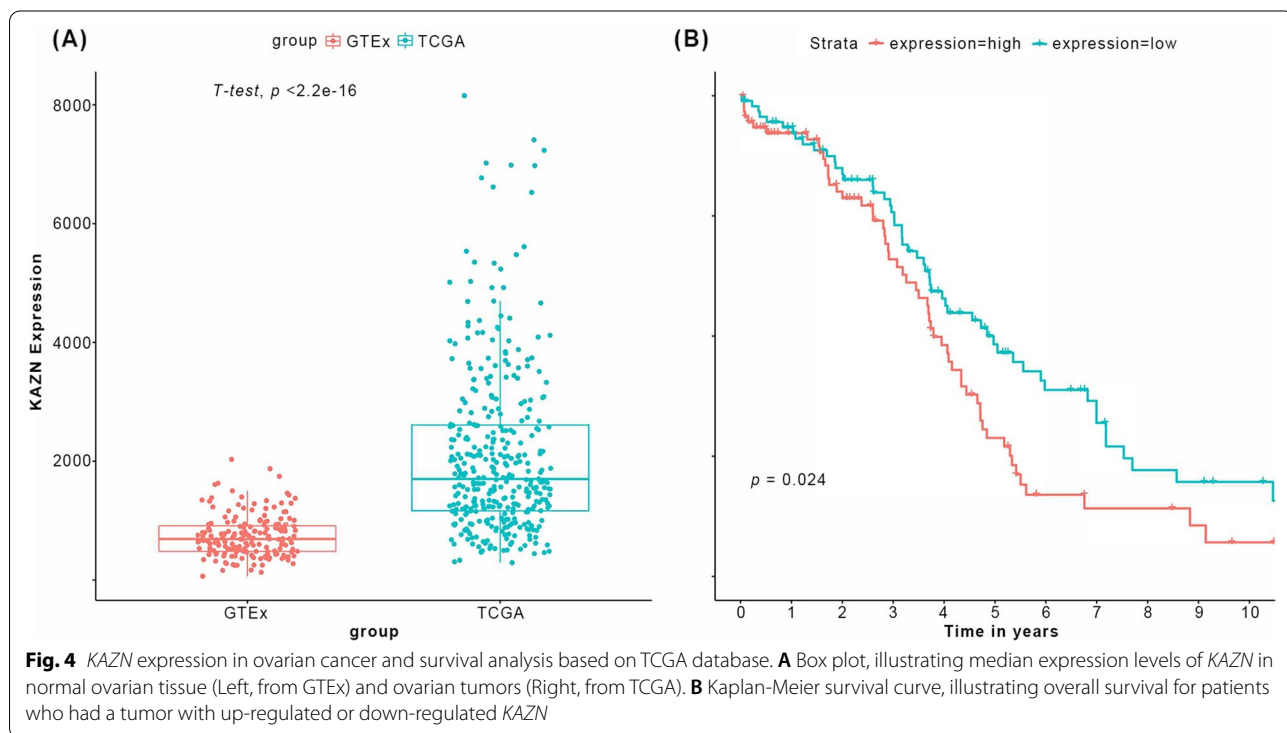 (A)
group GTEx TCGA
T-test, p <2.2e-16
8000
6000
4000
2000
KAZN Expression
GTEx TCGA
group
(B)
Strata expression=high expression=low
p = 0.024
0 1 2 3 4 5 6 7 8 9 10
Time in years
Fig. 4 KAZN expression in ovarian cancer and survival analysis based on TCGA database. A Box plot, illustrating median expression levels of KAZN in
normal ovarian tissue (Left, from GTEx) and ovarian tumors (Right, from TCGA). B Kaplan-Meier survival curve, illustrating overall survival for patients
who had a tumor with up-regulated or down-regulated KAZN